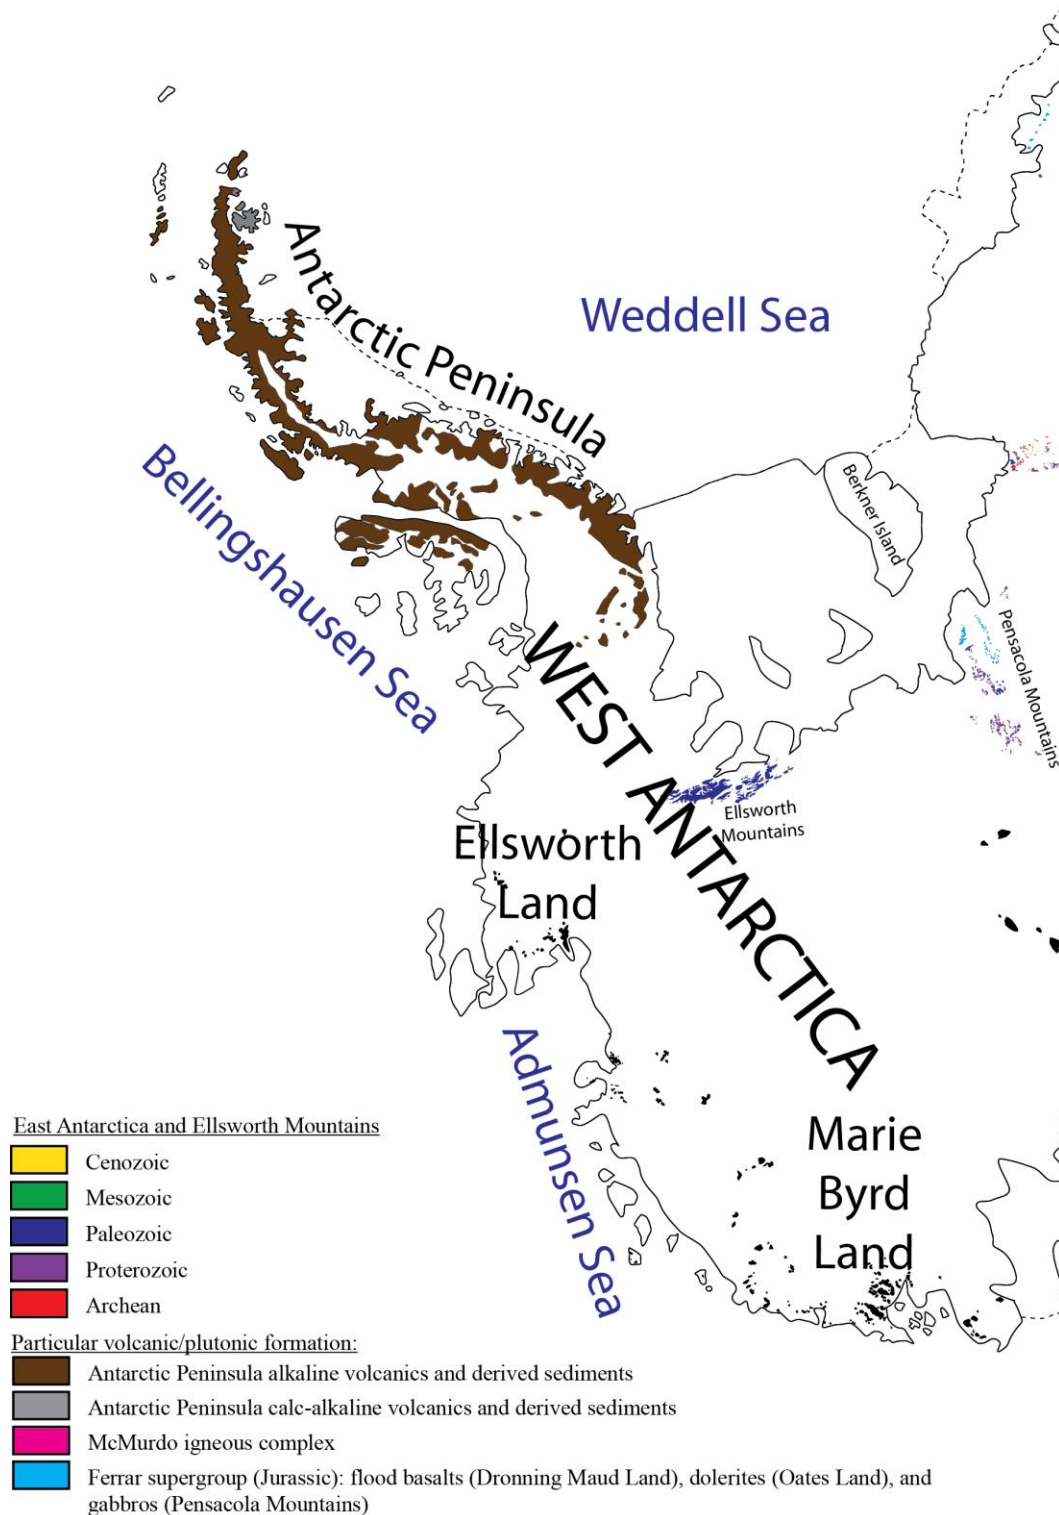 Antarctic Peninsula
Weddell Sea
Bellingshausen Sea
Berkner Island
Pensacola Mountains
WEST ANTARCTICA
Ellsworth
Mountains
Ellsworth
Land
Admunsen Sea
Marie
Byrd
Land
East Antarctica and Ellsworth Mountains
Cenozoic
Mesozoic
Paleozoic
Proterozoic
Archean
Particular volcanic/plutonic formation:
Antarctic Peninsula alkaline volcanics and derived sediments
Antarctic Peninsula calc-alkaline volcanics and derived sediments
McMurdo igneous complex
Ferrar supergroup (Jurassic): flood basalts (Dronning Maud Land), dolerites (Oates Land), and
gabbros (Pensacola Mountains)